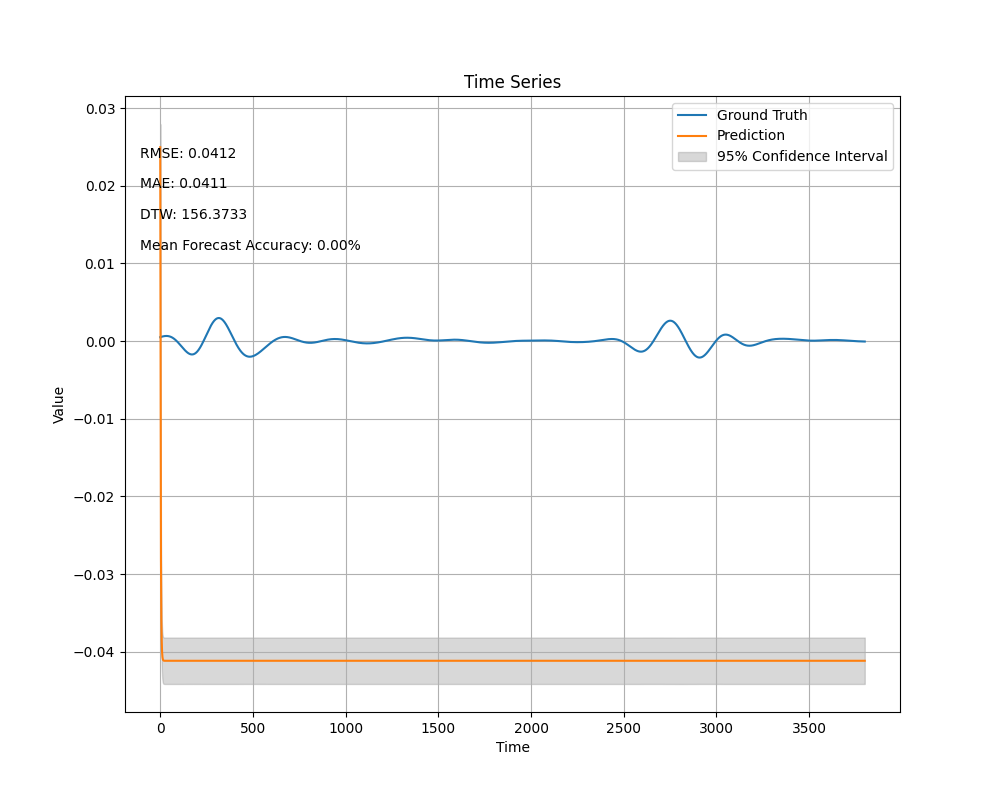 Time Series
Ground Truth
Prediction
95% Confidence Interval
RMSE: 0.0412
MAE: 0.0411
DTW: 156.3733
Mean Forecast Accuracy: 0.00%
Value
0.03
0.02
0.01
0.00
−0.01
−0.02
−0.03
−0.04
0 500 1000 1500 2000 2500 3000 3500
Time